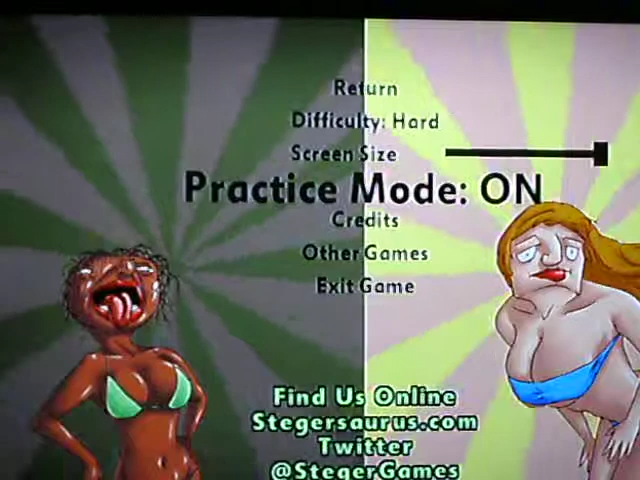 Return
Difficulty: Hard
Screen Size
Practice Mode: ON
Credits
Other Games
Exit Game
Find Us Online
Stegersaurus.com
Twitter
@StegerGames